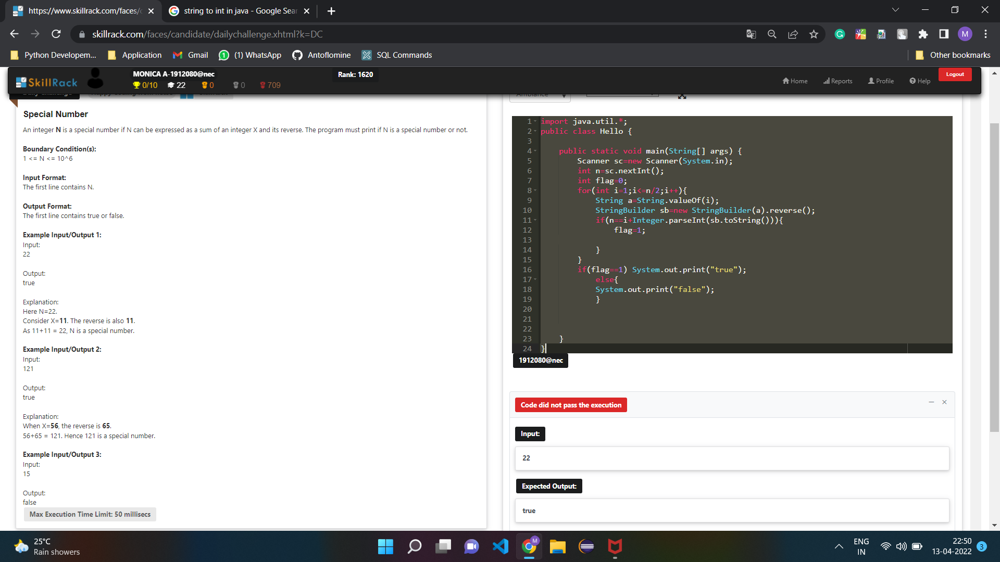 https://www.skillrack.com/faces/c
string to int in java - Google Sear
skillrack.com/faces/candidate/dailychallenge.xhtml?k=DC
M
Python Developem...
Application
Gmail
(1) WhatsApp
Antoflomine
SQL Commands
Other bookmarks
SkillRack
MONICA A-1912080@nec
0/10 22 0 0 709
Rank: 1620
Home
Reports
Profile
Help
Logout
Ambiance
Special Number
An integer N is a special number if N can be expressed as a sum of an integer X and its reverse. The program must print if N is a special number or not.
Boundary Condition(s):
1 <= N <= 10^6
Input Format:
The first line contains N.
Output Format:
The first line contains true or false.
Example Input/Output 1:
Input:
22
Output:
true
Explanation:
Here N=22.
Consider X=11. The reverse is also 11.
As 11+11 = 22, N is a special number.
Example Input/Output 2:
Input:
121
Output:
true
Explanation:
When X=56, the reverse is 65.
56+65 = 121. Hence 121 is a special number.
Example Input/Output 3:
Input:
15
Output:
false
Max Execution Time Limit: 50 millisecs
1 import java.util.*;
2 public class Hello {
3
4 public static void main(String[] args) {
5 Scanner sc=new Scanner(System.in);
6 int n=sc.nextInt();
7 int flag=0;
8 for(int i=1;i<=n/2;i++){
9 String a=String.valueOf(i);
10 StringBuilder sb=new StringBuilder(a).reverse();
11 if(n==i+Integer.parseInt(sb.toString())){
12 flag=1;
13
14 }
15 }
16 if(flag==1) System.out.print("true");
17 else{
18 System.out.print("false");
19 }
20
21
22
23 }
24 }
1912080@nec
Code did not pass the execution
Input:
22
Expected Output:
true
25°C
Rain showers
M
ENG
IN
22:50
13-04-2022
3